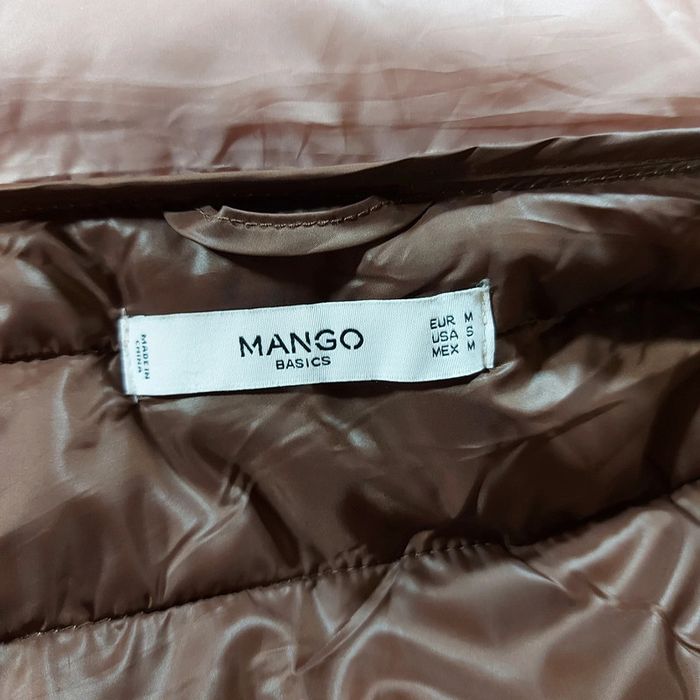 MANGO
BASICS
EUR M
USA S
MEX M
MADE IN
CHINA